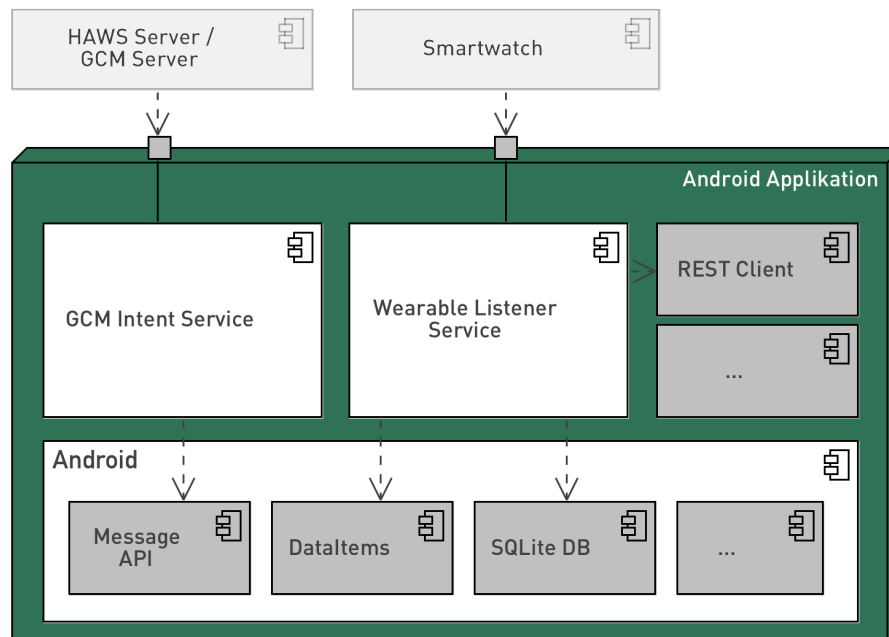 HAWS Server /
GCM Server
Smartwatch
Android Applikation
GCM Intent Service
Wearable Listener
Service
REST Client
...
Android
Message
API
DataItems
SQLite DB
...